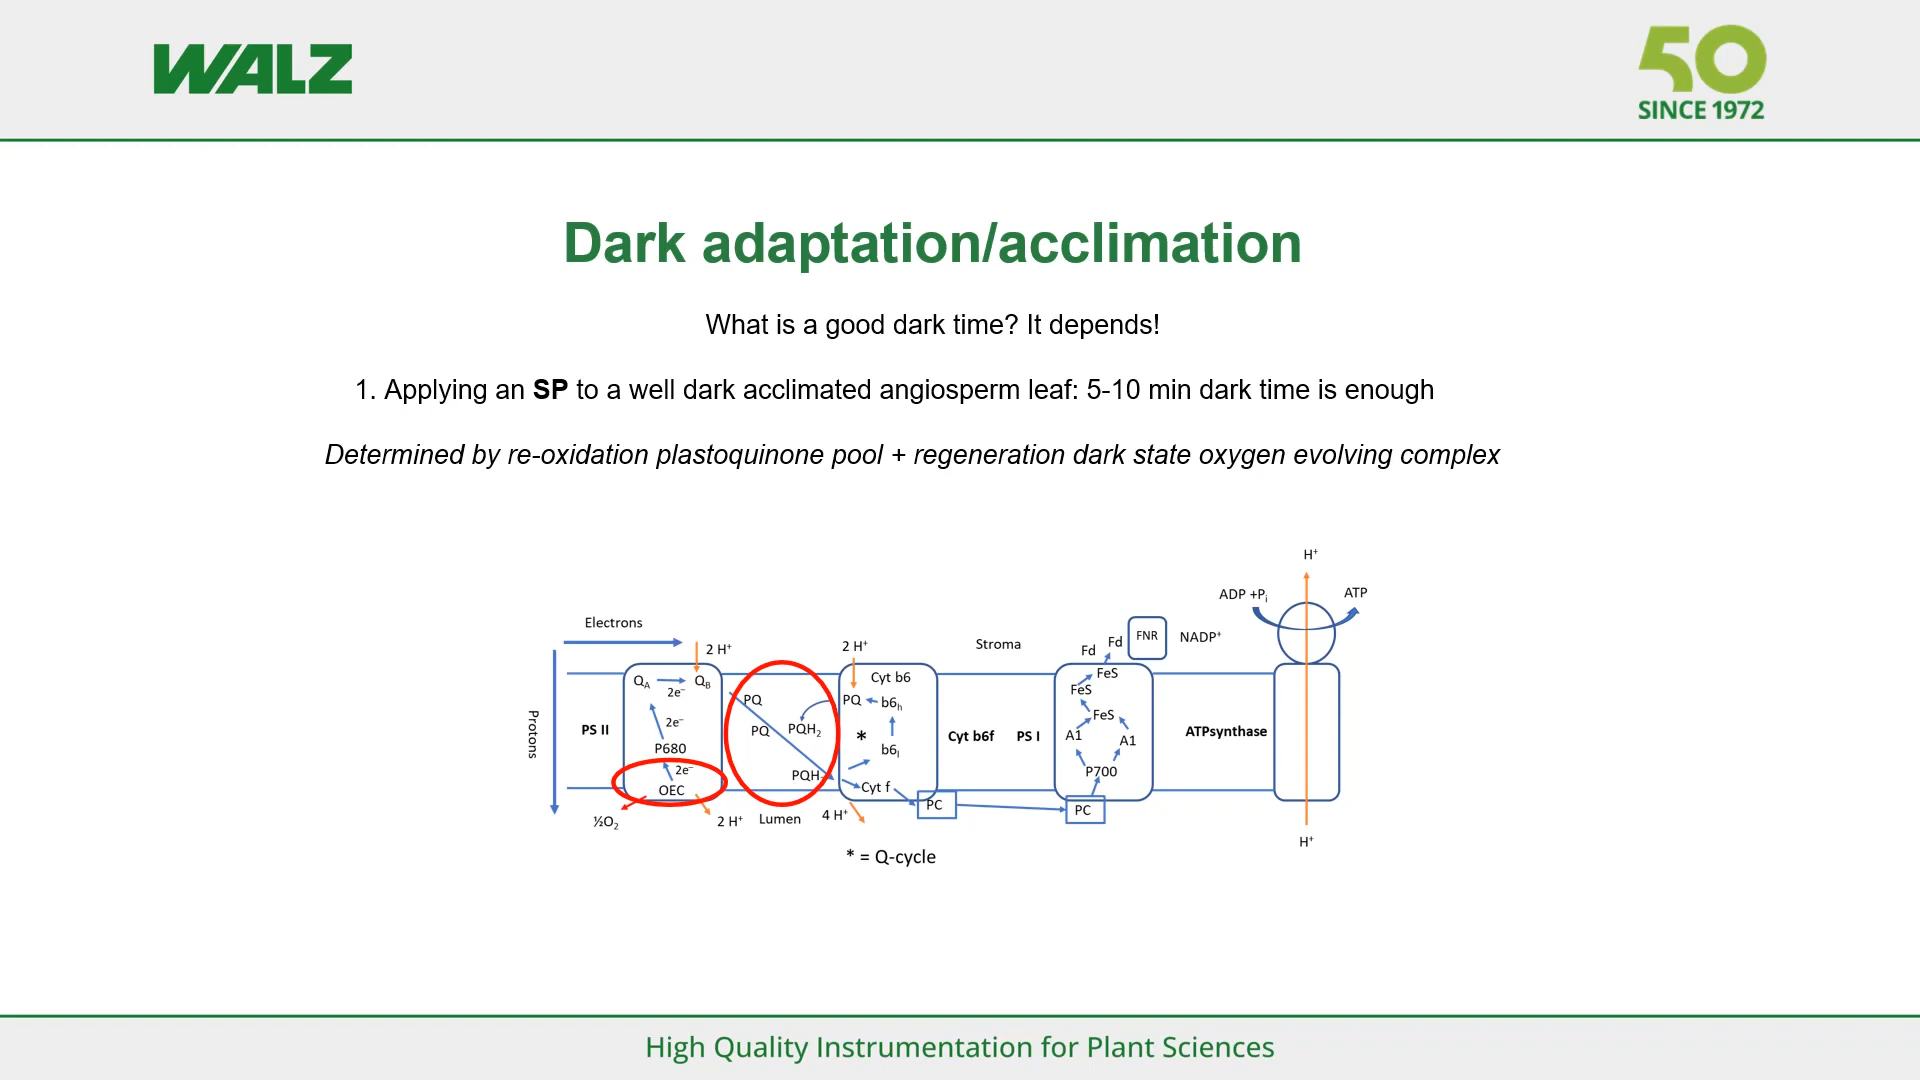 WALZ
50
SINCE 1972
Dark adaptation/acclimation
What is a good dark time? It depends!
1. Applying an SP to a well dark acclimated angiosperm leaf: 5-10 min dark time is enough
Determined by re-oxidation plastoquinone pool + regeneration dark state oxygen evolving complex
H⁺
ADP +Pᵢ
ATP
Electrons
2 H⁺
2 H⁺
Stroma
Fd
Fd
FNR
NADP⁺
Protons
PS II
Q_A
2e⁻
Q_B
2e⁻
P680
2e⁻
OEC
½O₂
2 H⁺
PQ
PQ
PQH₂
PQH
Lumen
4 H⁺
Cyt b6
PQ
b6ₕ
*
b6ₗ
Cyt f
PC
Cyt b6f
PS I
FeS
FeS
FeS
A1
A1
P700
PC
ATPsynthase
H⁺
* = Q-cycle
High Quality Instrumentation for Plant Sciences